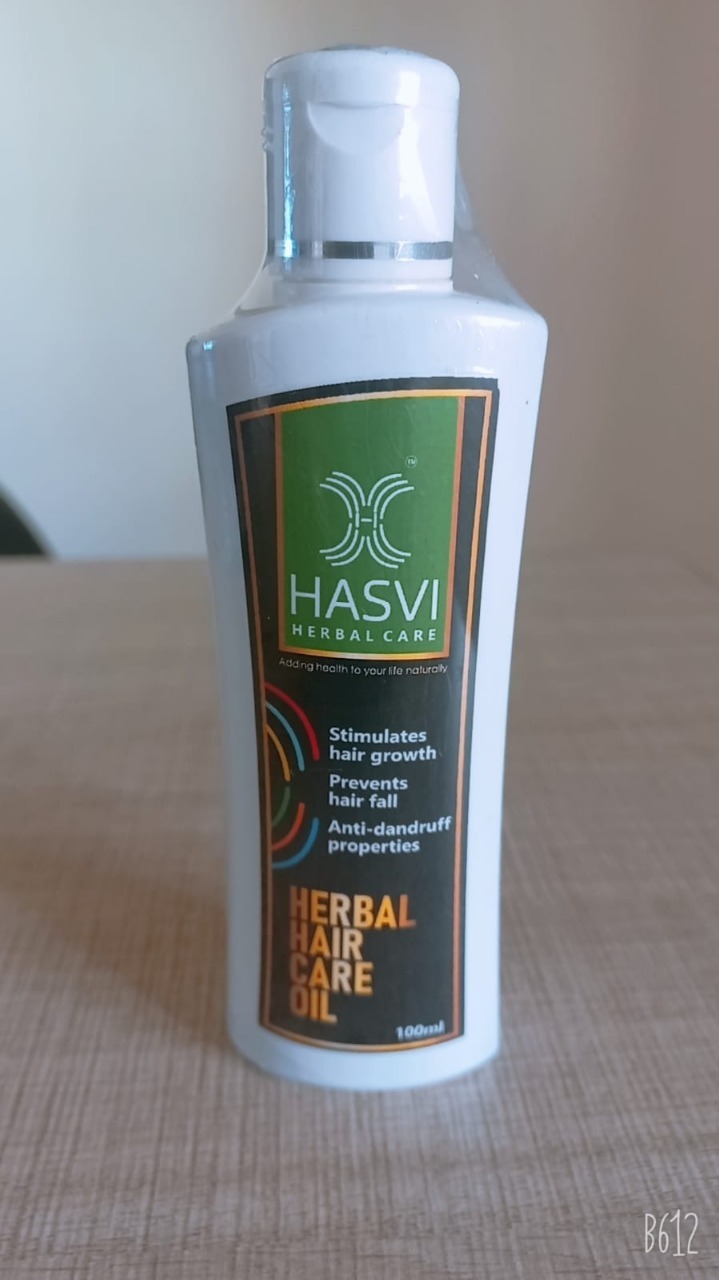 TM
HASVI
HERBAL CARE
Adding health to your life naturally
Stimulates
hair growth
Prevents
hair fall
Anti-dandruff
properties
HERBAL
HAIR
CARE
OIL
100ml
B612